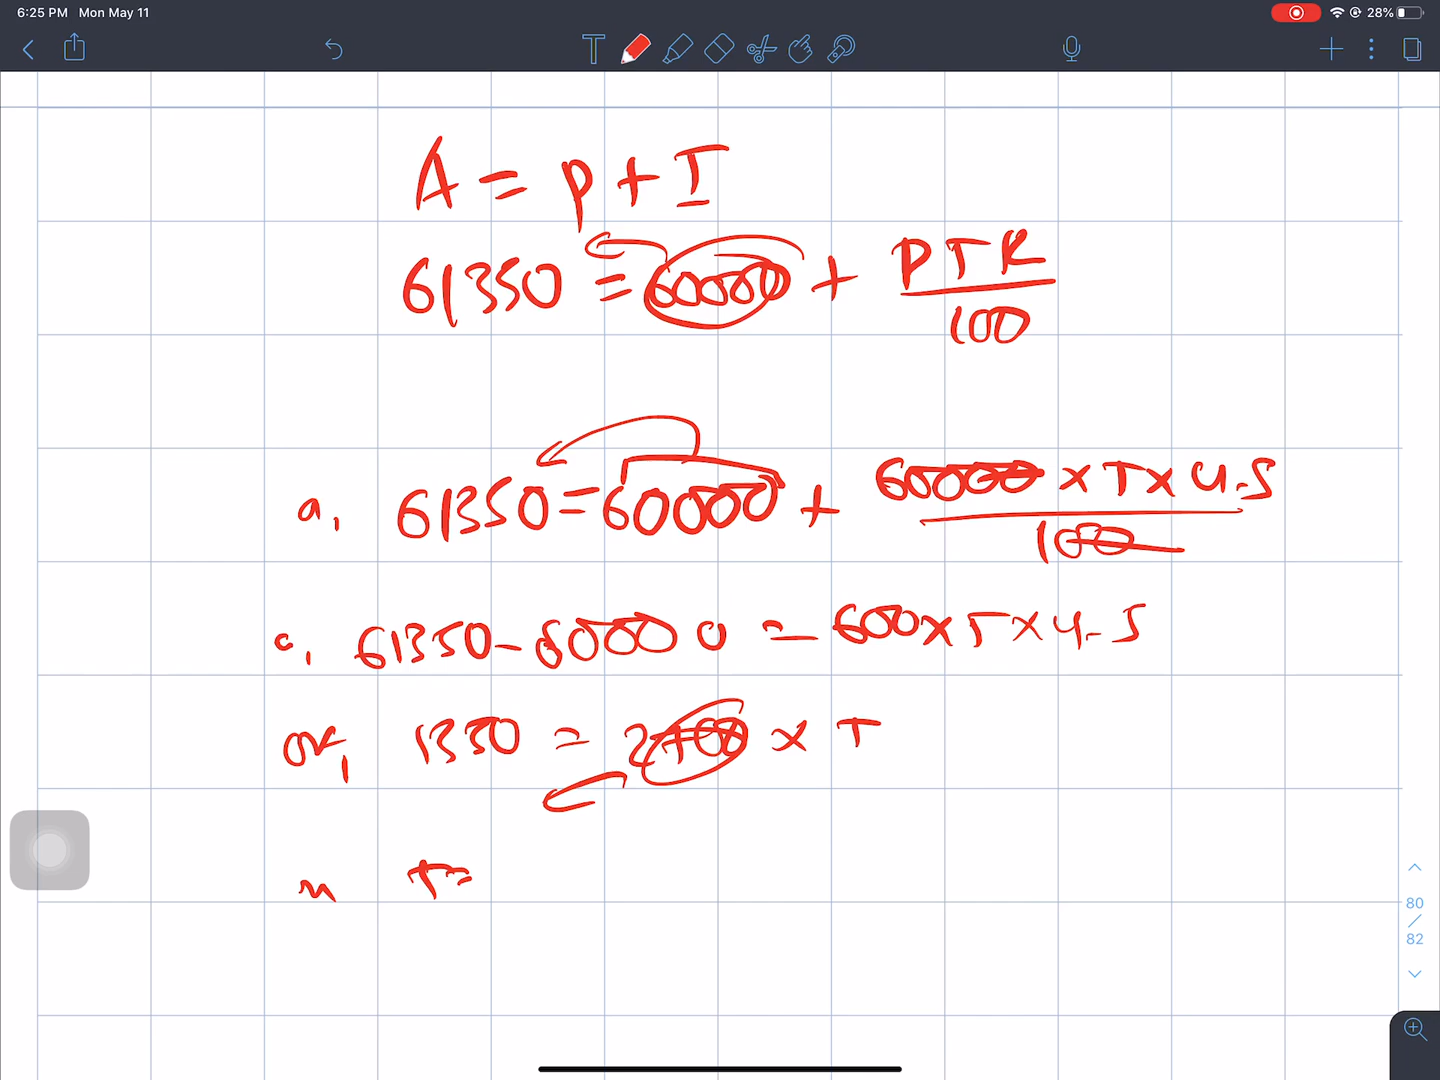 6:25 PM Mon May 11 28%
A = P + I
61350 = 60000 + PTR/100
a, 61350 = 60000 + 60000 x T x 4.5/100
61350 - 60000 = 600 x T x 4.5
or, 1350 = 2700 x T
T =
80
/
82